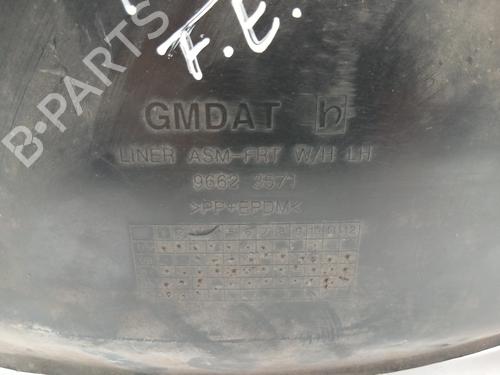 F.E.
B-PARTS
GMDAT h
LINER ASM-FRT W/H LH
9662 3571
>PP+EPDM<